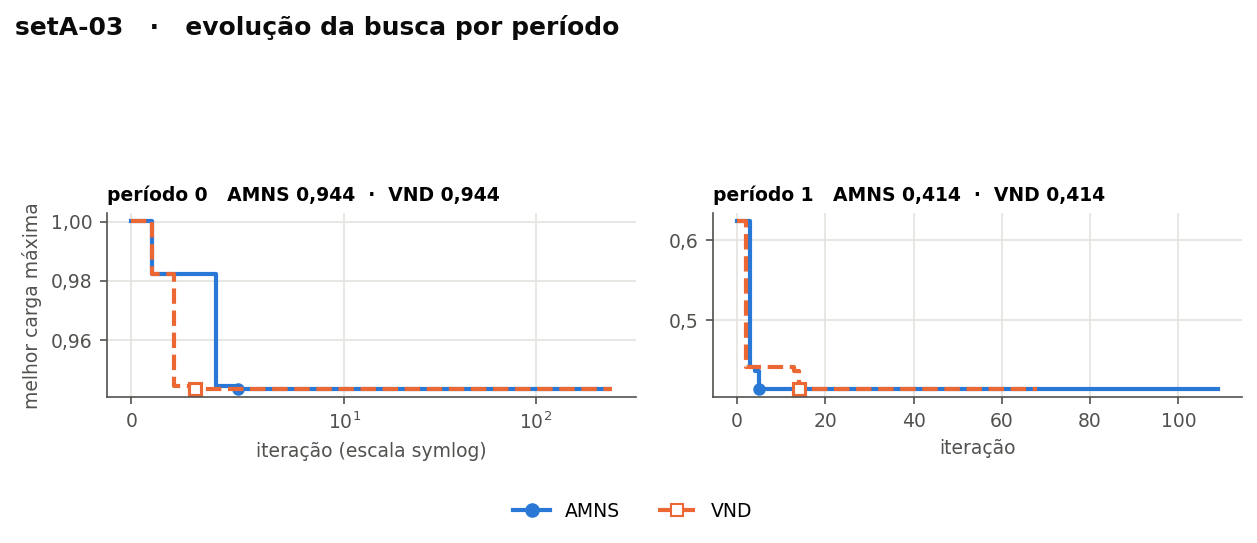 setA-03 · evolução da busca por período
período 0 AMNS 0,944 · VND 0,944
melhor carga máxima
1,00
0,98
0,96
0
10¹
10²
iteração (escala symlog)
período 1 AMNS 0,414 · VND 0,414
0,6
0,5
0
20
40
60
80
100
iteração
AMNS
VND